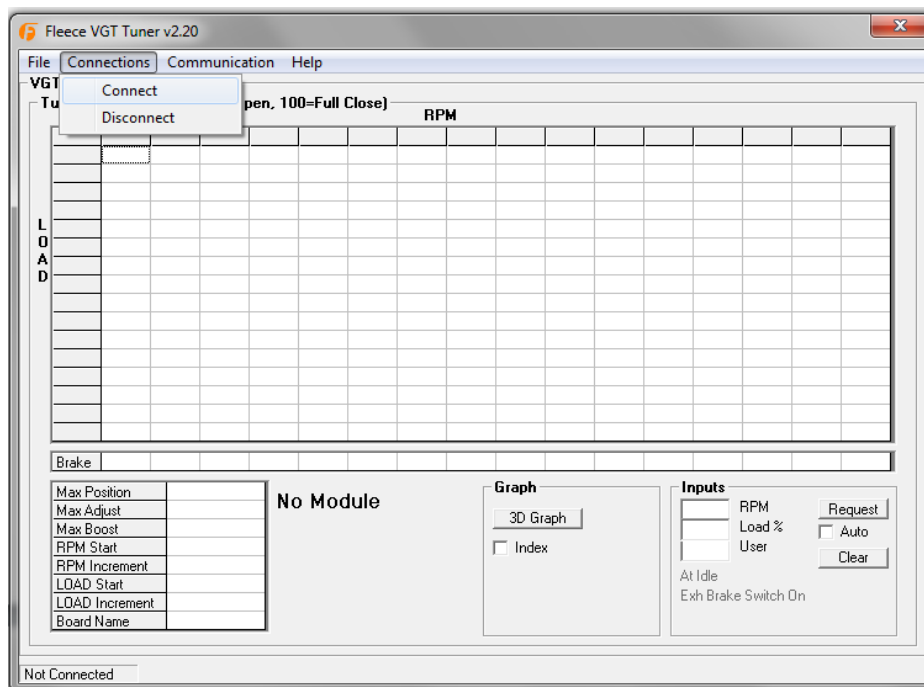 Fleece VGT Tuner v2.20
File Connections Communication Help
Connect
Disconnect
VGT
Tu pen, 100=Full Close)
RPM
LOAD
Brake
Max Position
Max Adjust
Max Boost
RPM Start
RPM Increment
LOAD Start
LOAD Increment
Board Name
No Module
Graph
3D Graph
Index
Inputs
RPM
Load %
User
Request
Auto
Clear
At Idle
Exh Brake Switch On
Not Connected